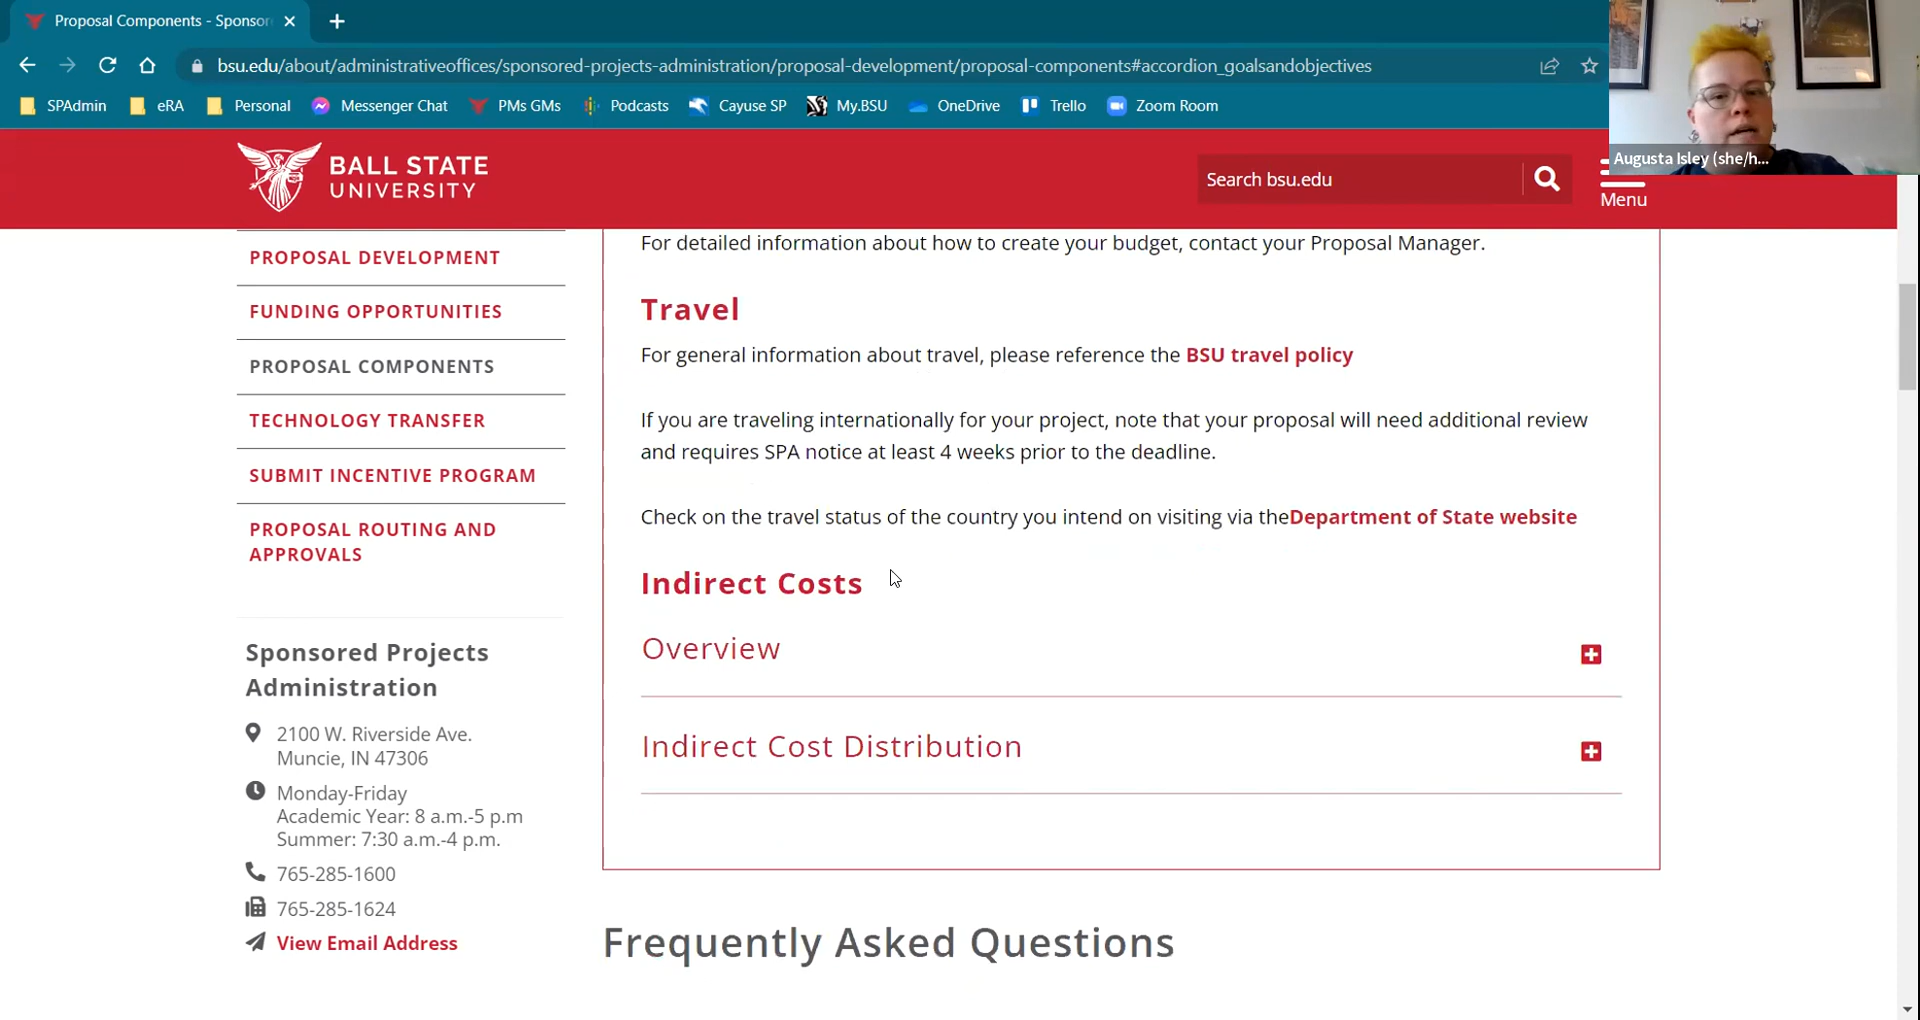 Proposal Components - Sponsor
bsu.edu/about/administrativeoffices/sponsored-projects-administration/proposal-development/proposal-components#accordion_goalsandobjectives
SPAdmin eRA Personal Messenger Chat PMs GMs Podcasts Cayuse SP My.BSU OneDrive Trello Zoom Room
Augusta Isley (she/h...
BALL STATE
UNIVERSITY
Search bsu.edu
Menu
PROPOSAL DEVELOPMENT
FUNDING OPPORTUNITIES
PROPOSAL COMPONENTS
TECHNOLOGY TRANSFER
SUBMIT INCENTIVE PROGRAM
PROPOSAL ROUTING AND
APPROVALS
Sponsored Projects
Administration
2100 W. Riverside Ave.
Muncie, IN 47306
Monday-Friday
Academic Year: 8 a.m.-5 p.m
Summer: 7:30 a.m.-4 p.m.
765-285-1600
765-285-1624
View Email Address
For detailed information about how to create your budget, contact your Proposal Manager.
Travel
For general information about travel, please reference the BSU travel policy
If you are traveling internationally for your project, note that your proposal will need additional review
and requires SPA notice at least 4 weeks prior to the deadline.
Check on the travel status of the country you intend on visiting via theDepartment of State website
Indirect Costs
Overview
Indirect Cost Distribution
Frequently Asked Questions